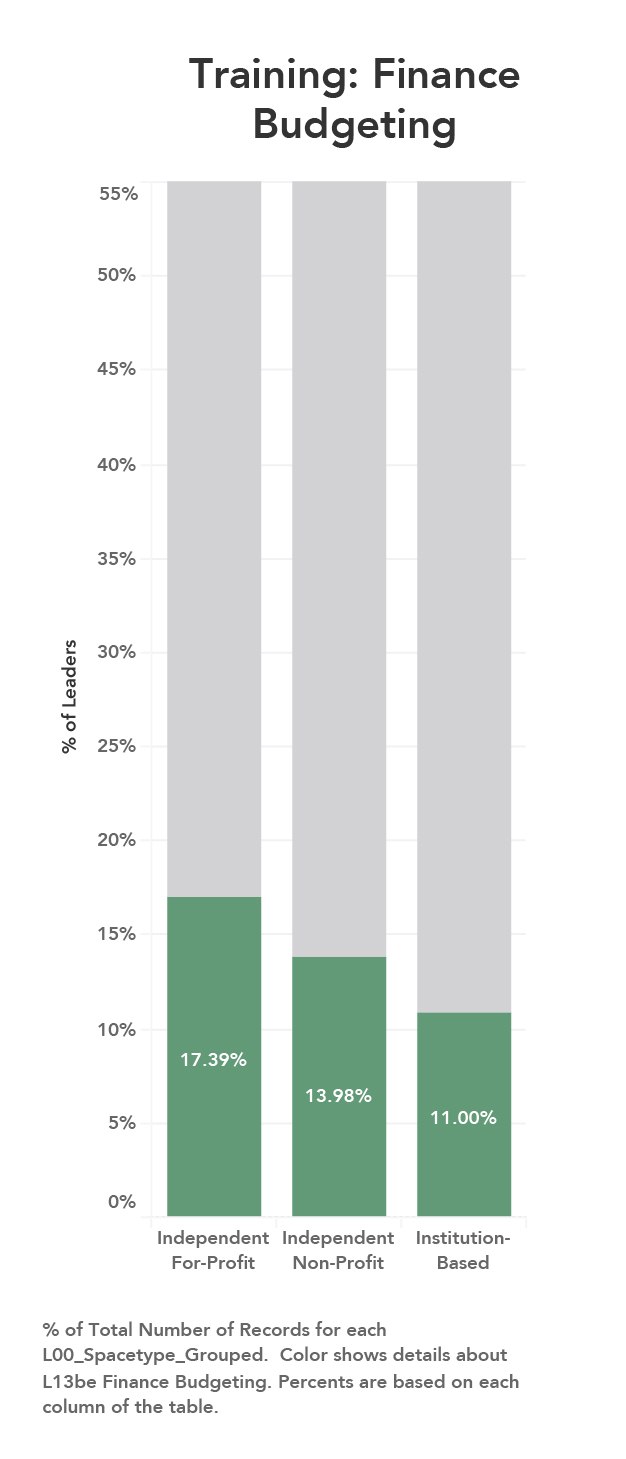 Training: Finance
Budgeting
55%
50%
45%
40%
35%
30%
25%
20%
15%
10%
5%
0%
% of Leaders
17.39%
13.98%
11.00%
Independent
For-Profit
Independent
Non-Profit
Institution-
Based
% of Total Number of Records for each
L00_Spacetype_Grouped.  Color shows details about
L13be Finance Budgeting. Percents are based on each
column of the table.